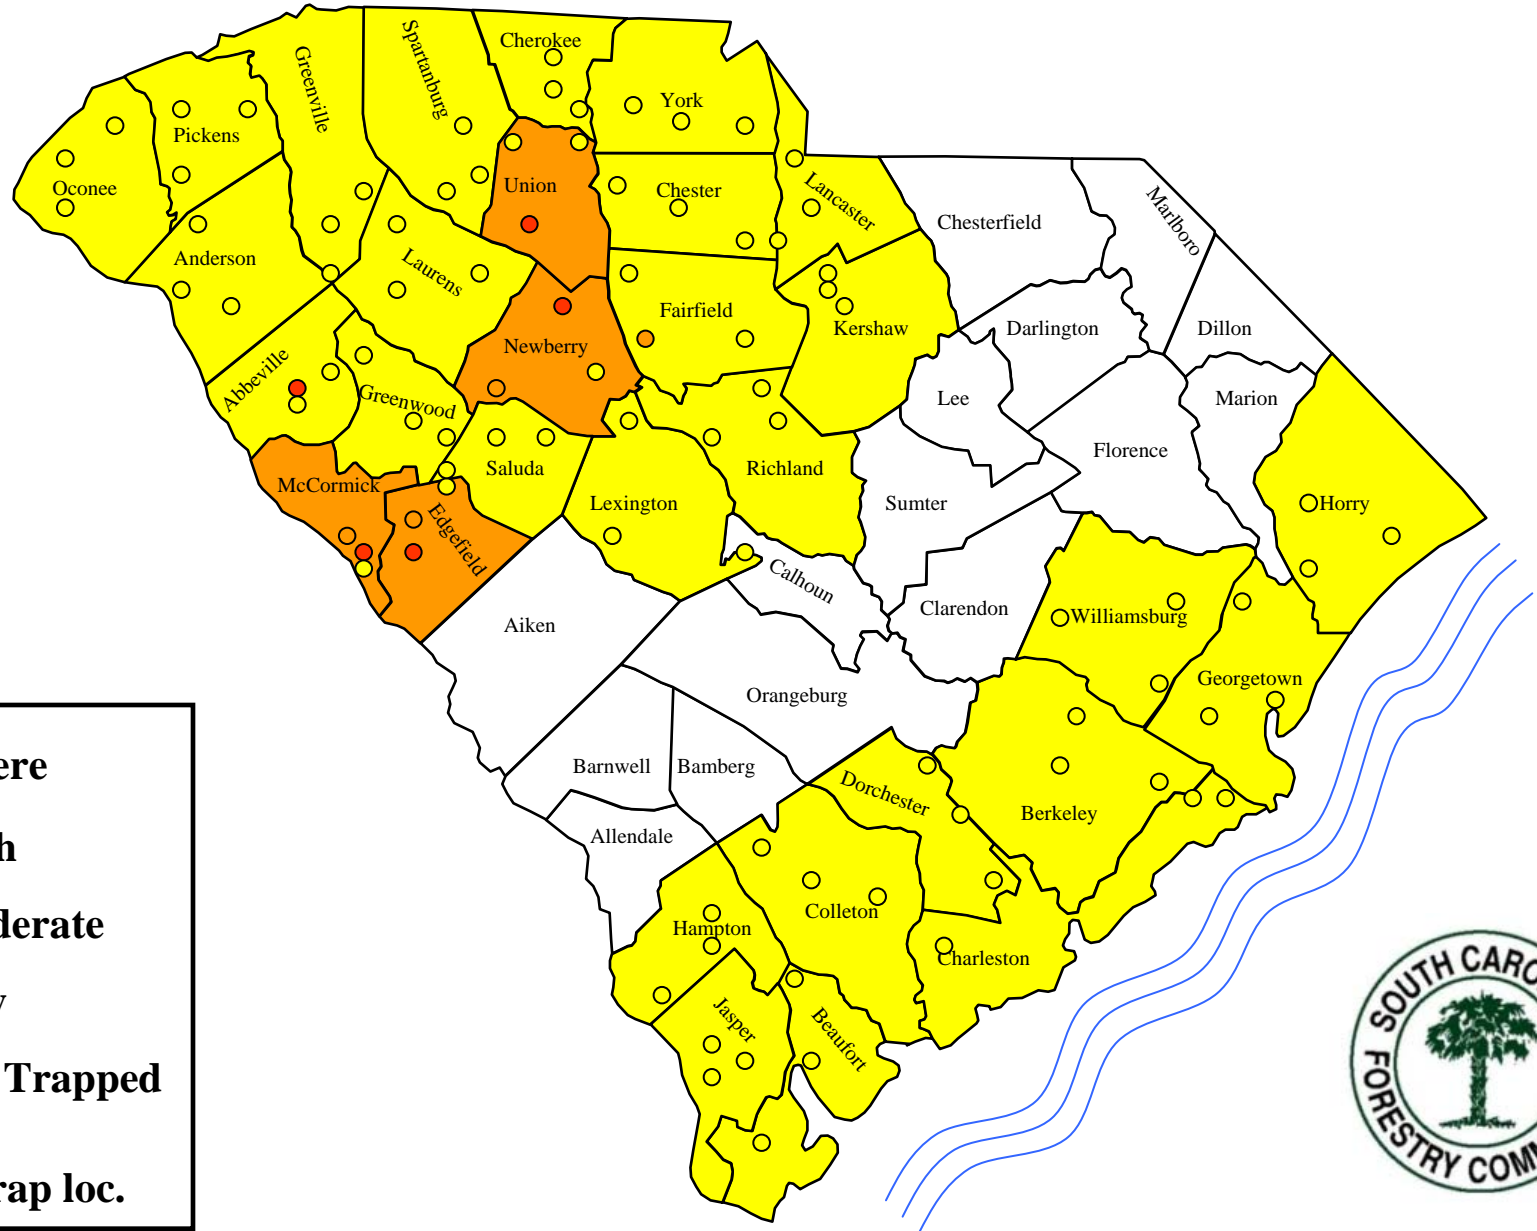 Cherokee
Spartanburg
Greenville
York
Pickens
Oconee
Union
Chester
Lancaster
Chesterfield
Marlboro
Anderson
Laurens
Fairfield
Kershaw
Darlington
Dillon
Newberry
Abbeville
Greenwood
Lee
Marion
Florence
Saluda
Richland
McCormick
Edgefield
Lexington
Sumter
Horry
Calhoun
Clarendon
Williamsburg
Aiken
Orangeburg
Georgetown
Barnwell
Bamberg
Dorchester
Berkeley
Allendale
Colleton
Hampton
Charleston
Jasper
Beaufort
ere
h
derate
Trapped
rap loc.
SOUTH CARO
FORESTRY COMM